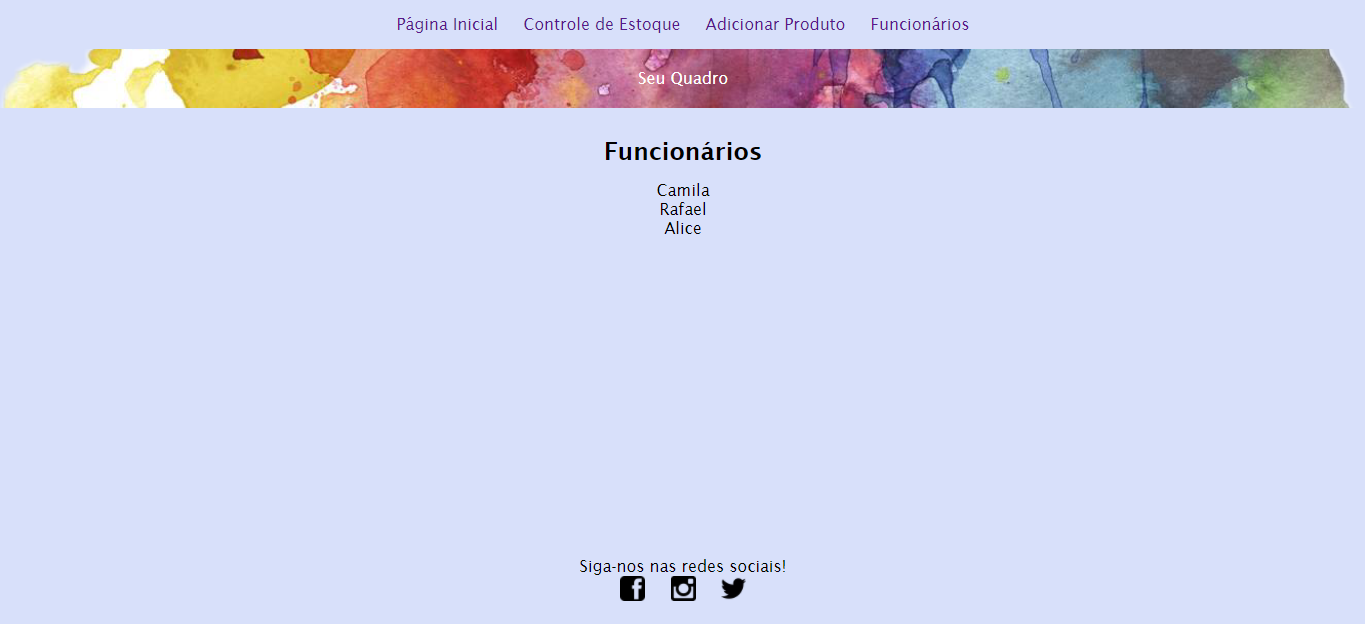 Página Inicial Controle de Estoque Adicionar Produto Funcionários
Seu Quadro
Funcionários
Camila
Rafael
Alice
Siga-nos nas redes sociais!